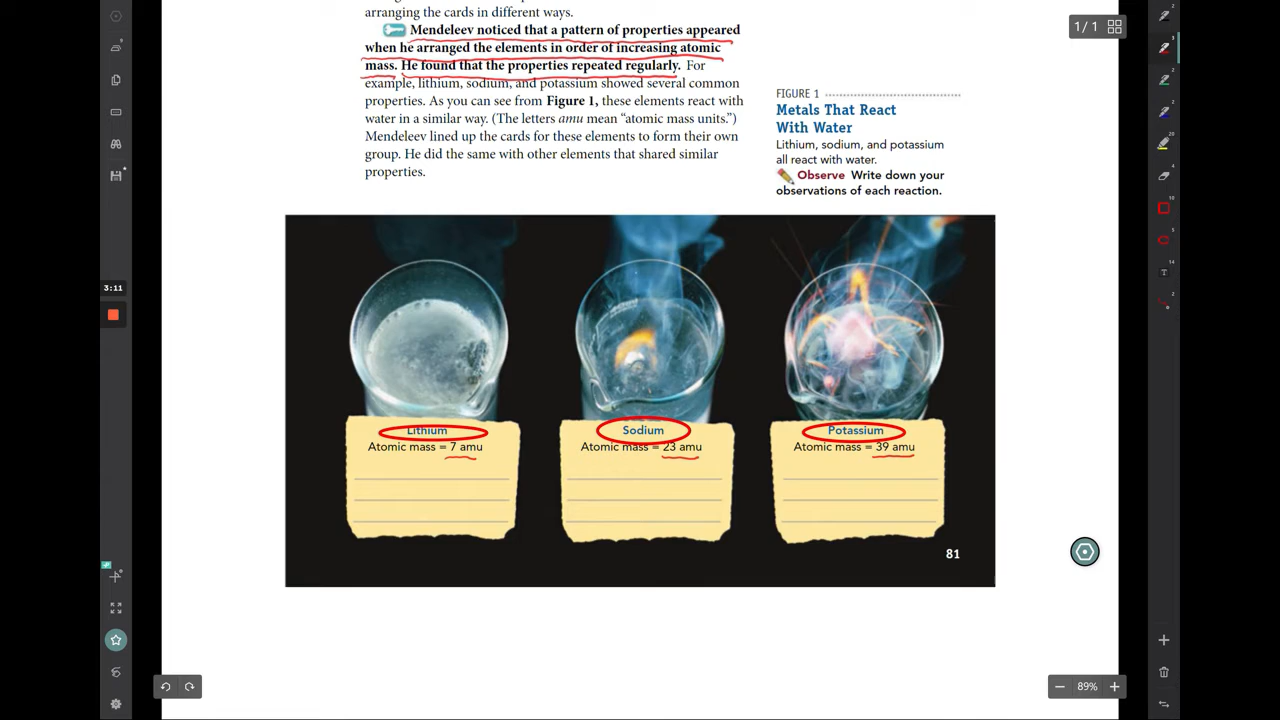 arranging the cards in different ways.
Mendeleev noticed that a pattern of properties appeared
when he arranged the elements in order of increasing atomic
mass. He found that the properties repeated regularly. For
example, lithium, sodium, and potassium showed several common
properties. As you can see from Figure 1, these elements react with
water in a similar way. (The letters amu mean “atomic mass units.”)
Mendeleev lined up the cards for these elements to form their own
group. He did the same with other elements that shared similar
properties.
1/1
FIGURE 1
Metals That React
With Water
Lithium, sodium, and potassium
all react with water.
Observe Write down your
observations of each reaction.
3:11
Lithium
Atomic mass = 7 amu
Sodium
Atomic mass = 23 amu
Potassium
Atomic mass = 39 amu
81
89%